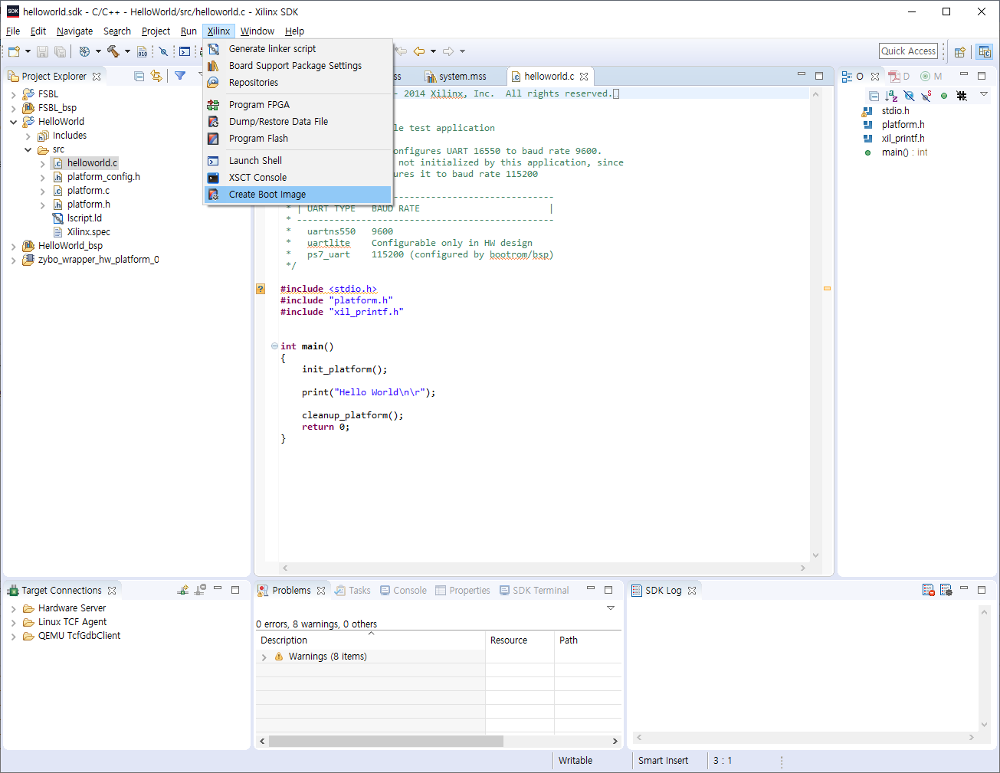 helloworld.sdk - C/C++ - HelloWorld/src/helloworld.c - Xilinx SDK
File Edit Navigate Search Project Run Xilinx Window Help
Quick Access
Generate linker script
Board Support Package Settings
Repositories
Program FPGA
Dump/Restore Data File
Program Flash
Launch Shell
XSCT Console
Create Boot Image
Project Explorer
FSBL
FSBL_bsp
HelloWorld
Includes
src
helloworld.c
platform_config.h
platform.c
platform.h
lscript.ld
Xilinx.spec
HelloWorld_bsp
zybo_wrapper_hw_platform_0
ss system.mss helloworld.c
- 2014 Xilinx, Inc.  All rights reserved.
le test application
onfigures UART 16550 to baud rate 9600.
not initialized by this application, since
ures it to baud rate 115200
------------------------------------------------
* | UART TYPE   BAUD RATE                        |
* ------------------------------------------------
*   uartns550   9600
*   uartlite    Configurable only in HW design
*   ps7_uart    115200 (configured by bootrom/bsp)
*/
#include <stdio.h>
#include "platform.h"
#include "xil_printf.h"
int main()
{
init_platform();
print("Hello World\n\r");
cleanup_platform();
return 0;
}
O D M
stdio.h
platform.h
xil_printf.h
main() : int
Target Connections
Hardware Server
Linux TCF Agent
QEMU TcfGdbClient
Problems Tasks Console Properties SDK Terminal
0 errors, 8 warnings, 0 others
Description Resource Path
Warnings (8 items)
SDK Log
Writable Smart Insert 3 : 1